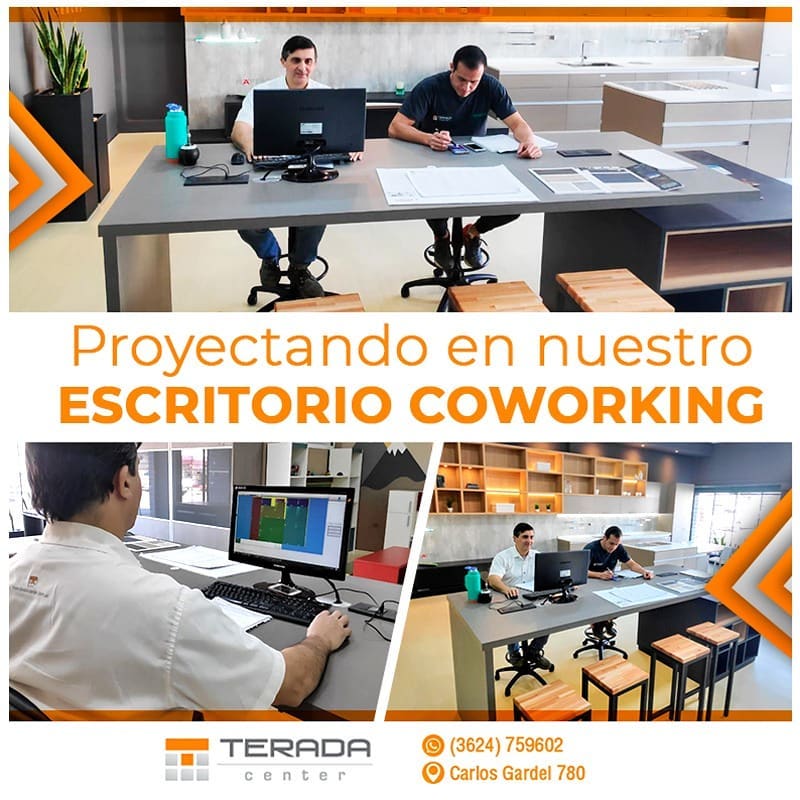 Proyectando en nuestro
ESCRITORIO COWORKING
TERADA
center
(3624) 759602
Carlos Gardel 780